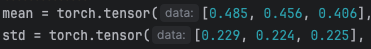 mean = torch.tensor( data: [0.485, 0.456, 0.406],
std = torch.tensor( data: [0.229, 0.224, 0.225],